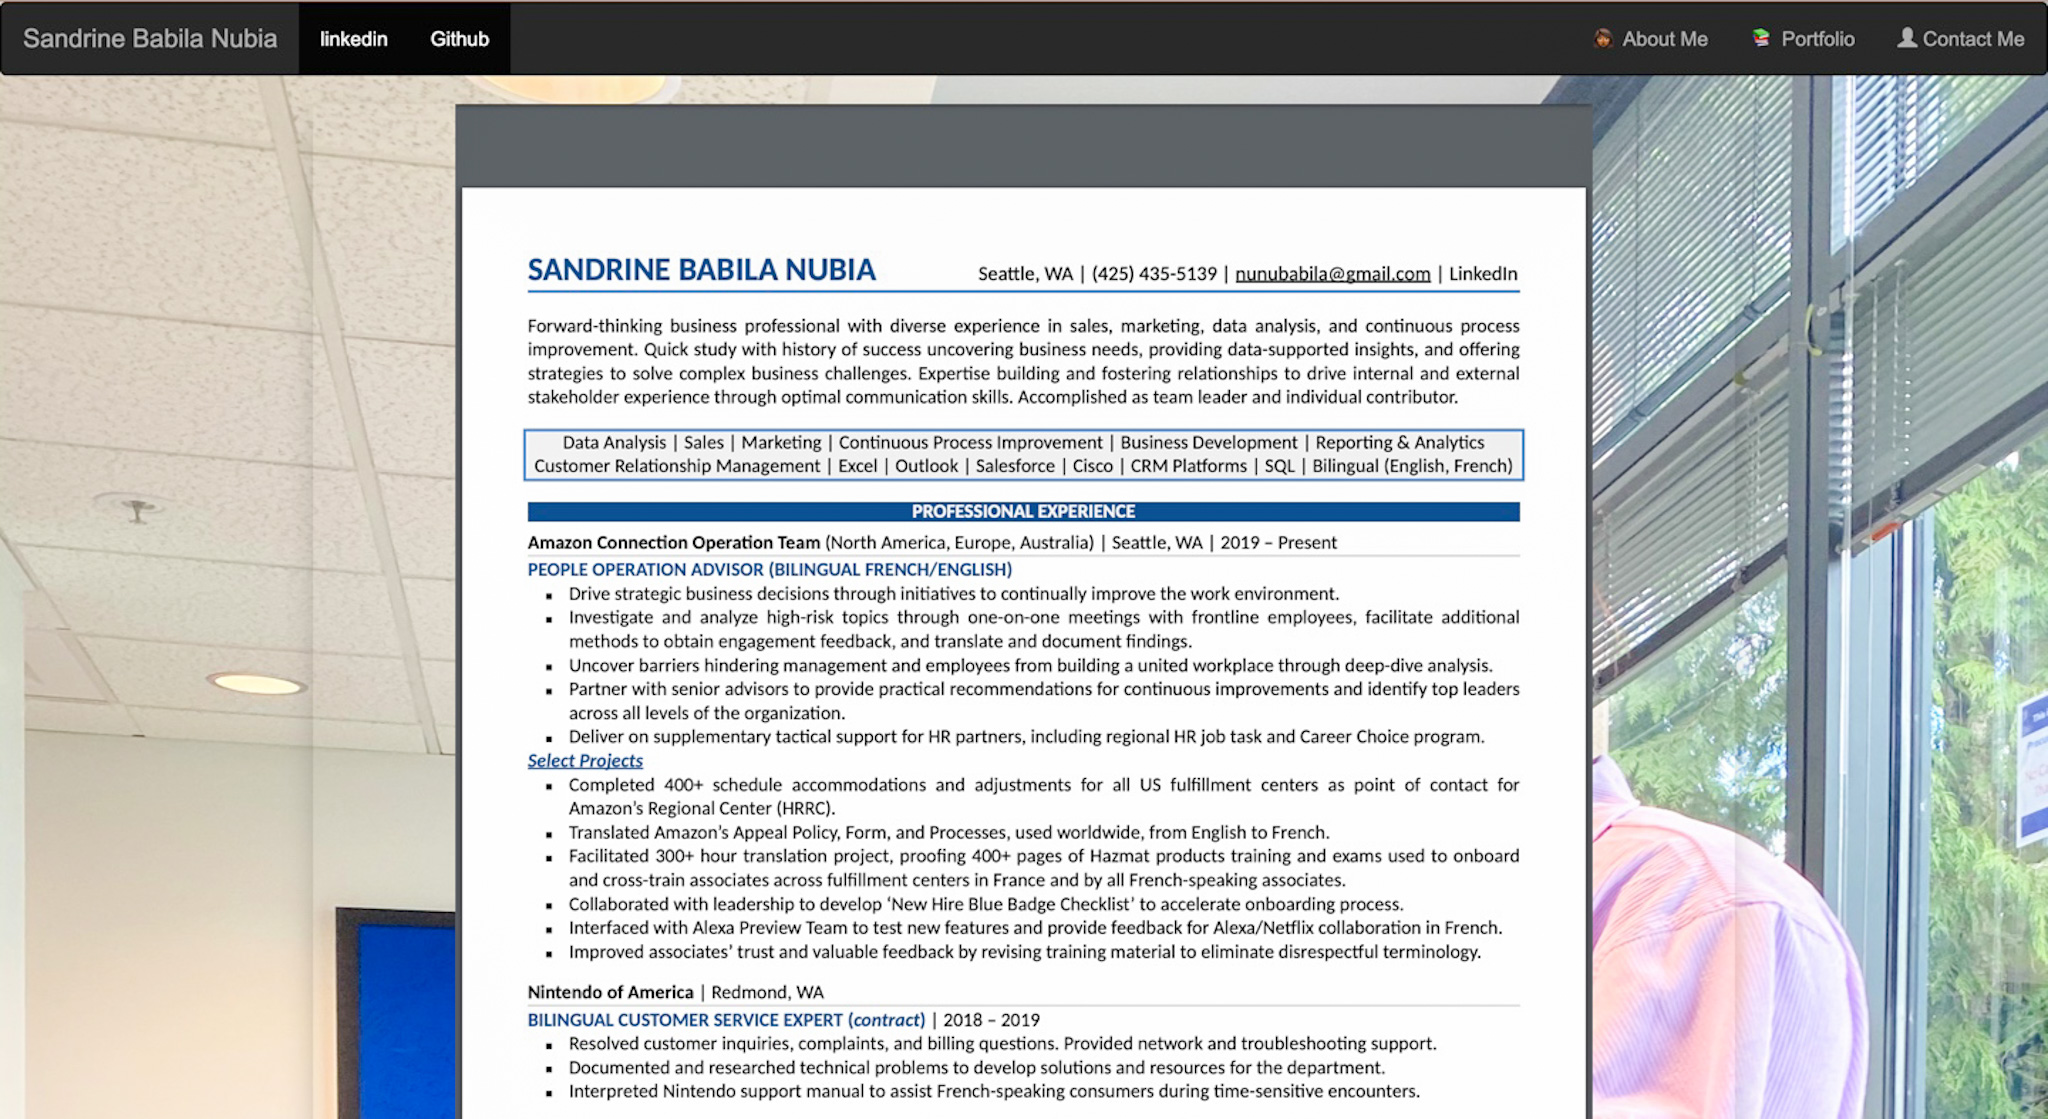 Sandrine Babila Nubia linkedin Github About Me Portfolio Contact Me
SANDRINE BABILA NUBIA Seattle, WA | (425) 435-5139 | nunubabila@gmail.com | LinkedIn
Forward-thinking business professional with diverse experience in sales, marketing, data analysis, and continuous process
improvement. Quick study with history of success uncovering business needs, providing data-supported insights, and offering
strategies to solve complex business challenges. Expertise building and fostering relationships to drive internal and external
stakeholder experience through optimal communication skills. Accomplished as team leader and individual contributor.
Data Analysis | Sales | Marketing | Continuous Process Improvement | Business Development | Reporting & Analytics
Customer Relationship Management | Excel | Outlook | Salesforce | Cisco | CRM Platforms | SQL | Bilingual (English, French)
PROFESSIONAL EXPERIENCE
Amazon Connection Operation Team (North America, Europe, Australia) | Seattle, WA | 2019 – Present
PEOPLE OPERATION ADVISOR (BILINGUAL FRENCH/ENGLISH)
▪ Drive strategic business decisions through initiatives to continually improve the work environment.
▪ Investigate and analyze high-risk topics through one-on-one meetings with frontline employees, facilitate additional
methods to obtain engagement feedback, and translate and document findings.
▪ Uncover barriers hindering management and employees from building a united workplace through deep-dive analysis.
▪ Partner with senior advisors to provide practical recommendations for continuous improvements and identify top leaders
across all levels of the organization.
▪ Deliver on supplementary tactical support for HR partners, including regional HR job task and Career Choice program.
Select Projects
▪ Completed 400+ schedule accommodations and adjustments for all US fulfillment centers as point of contact for
Amazon's Regional Center (HRRC).
▪ Translated Amazon's Appeal Policy, Form, and Processes, used worldwide, from English to French.
▪ Facilitated 300+ hour translation project, proofing 400+ pages of Hazmat products training and exams used to onboard
and cross-train associates across fulfillment centers in France and by all French-speaking associates.
▪ Collaborated with leadership to develop ‘New Hire Blue Badge Checklist’ to accelerate onboarding process.
▪ Interfaced with Alexa Preview Team to test new features and provide feedback for Alexa/Netflix collaboration in French.
▪ Improved associates’ trust and valuable feedback by revising training material to eliminate disrespectful terminology.
Nintendo of America | Redmond, WA
BILINGUAL CUSTOMER SERVICE EXPERT (contract) | 2018 – 2019
▪ Resolved customer inquiries, complaints, and billing questions. Provided network and troubleshooting support.
▪ Documented and researched technical problems to develop solutions and resources for the department.
▪ Interpreted Nintendo support manual to assist French-speaking consumers during time-sensitive encounters.